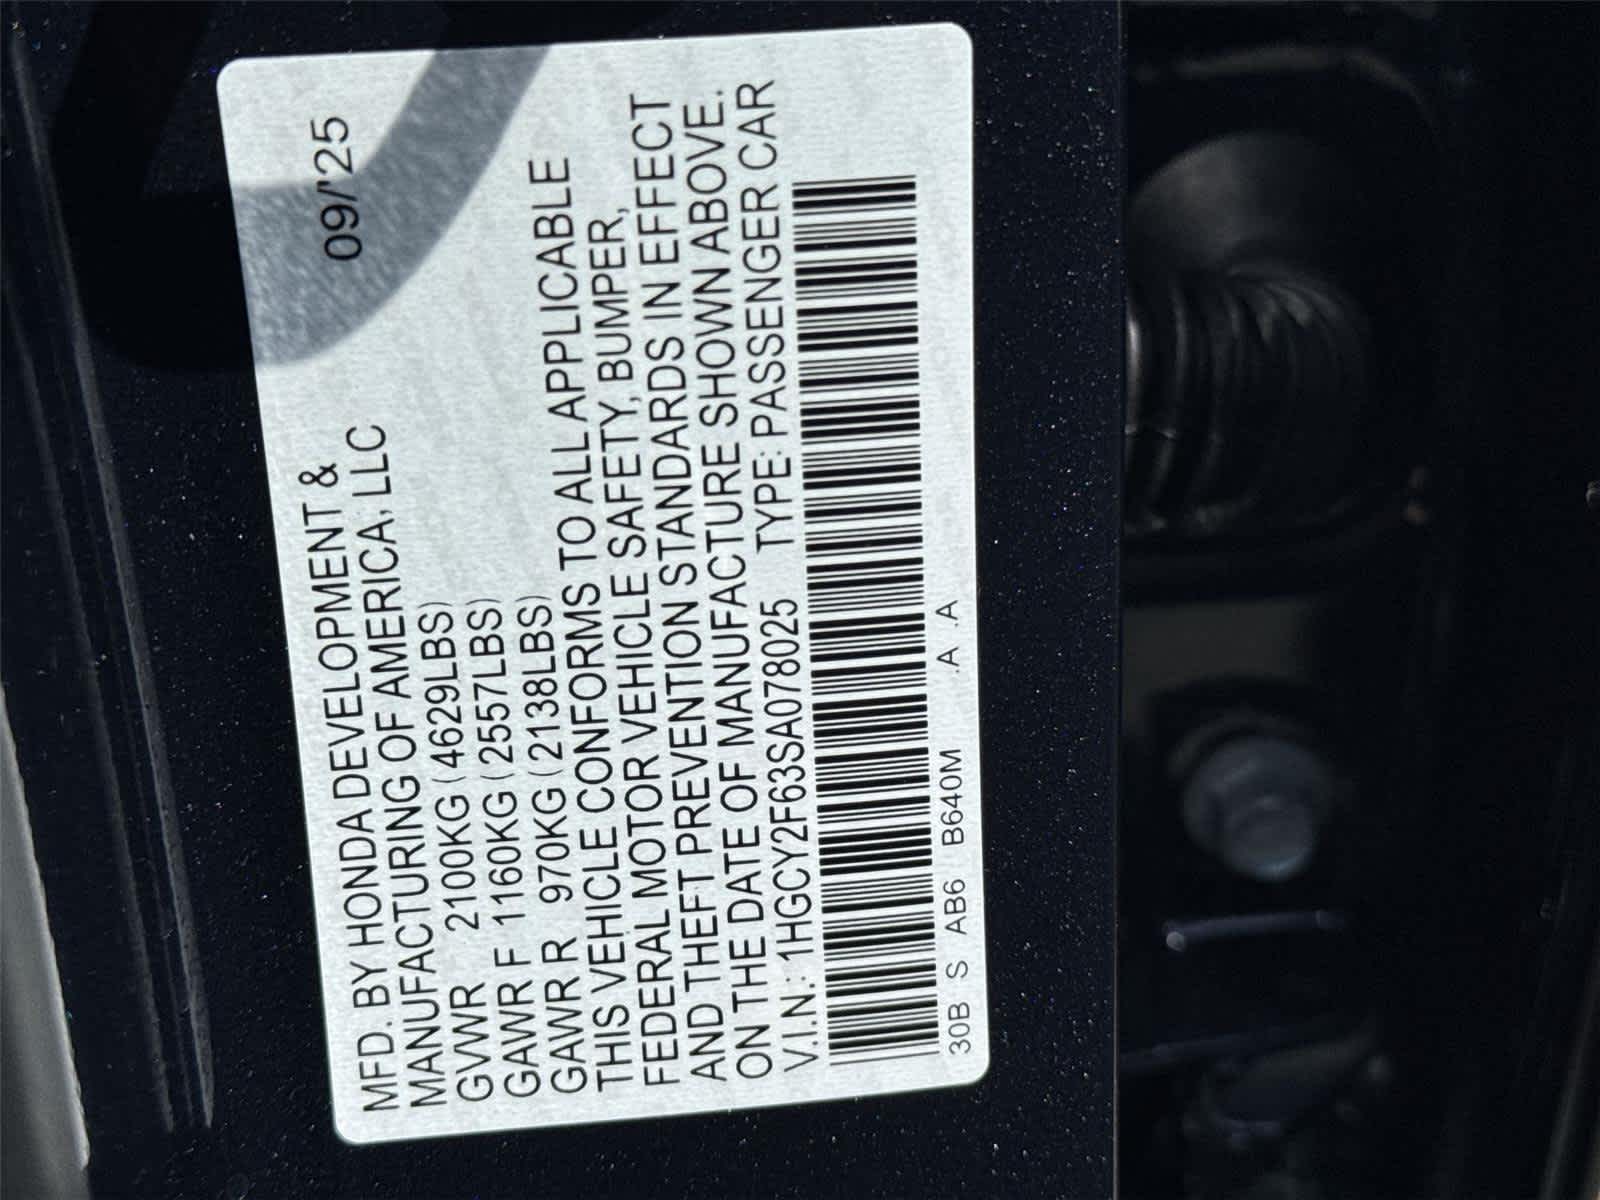 MFD. BY HONDA DEVELOPMENT & 09/'25
MANUFACTURING OF AMERICA, LLC
GVWR 2100KG (4629LBS)
GAWR F 1160KG (2557LBS)
GAWR R 970KG (2138LBS)
THIS VEHICLE CONFORMS TO ALL APPLICABLE
FEDERAL MOTOR VEHICLE SAFETY, BUMPER,
AND THEFT PREVENTION STANDARDS IN EFFECT
ON THE DATE OF MANUFACTURE SHOWN ABOVE.
V.I.N.: 1HGCY2F63SA078025 TYPE: PASSENGER CAR
30B S AB6 B640M .A .A